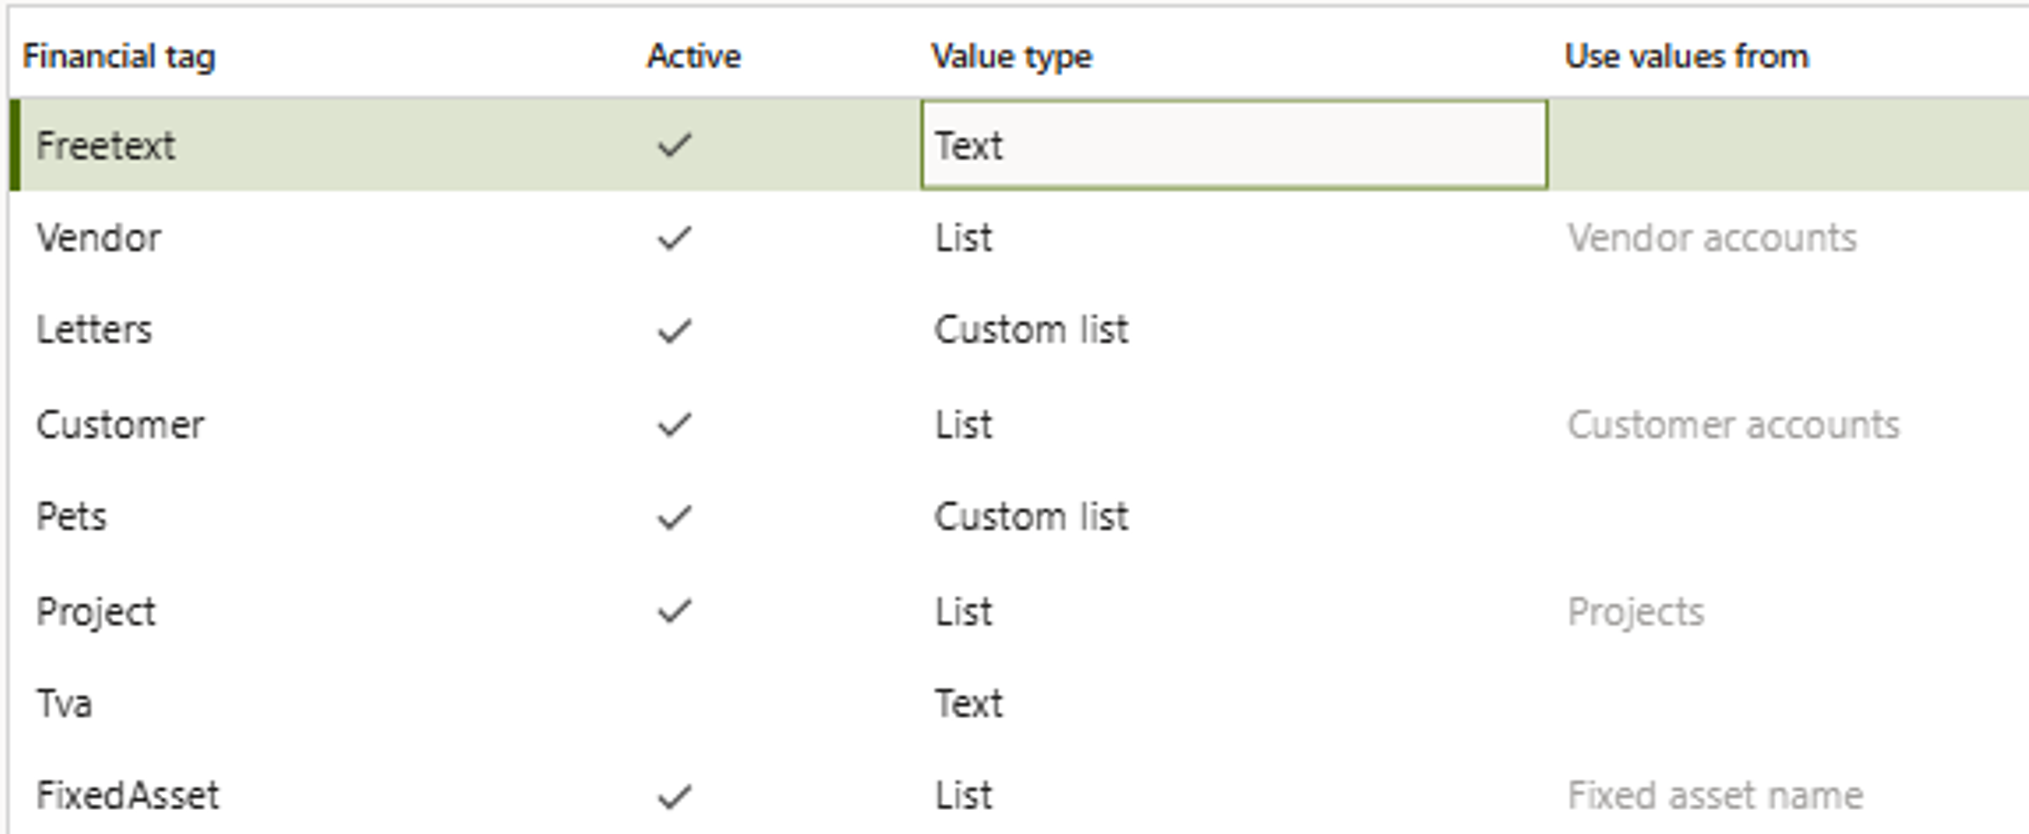 Financial tag Active Value type Use values from
Freetext ✓ Text
Vendor ✓ List Vendor accounts
Letters ✓ Custom list
Customer ✓ List Customer accounts
Pets ✓ Custom list
Project ✓ List Projects
Tva Text
FixedAsset ✓ List Fixed asset name